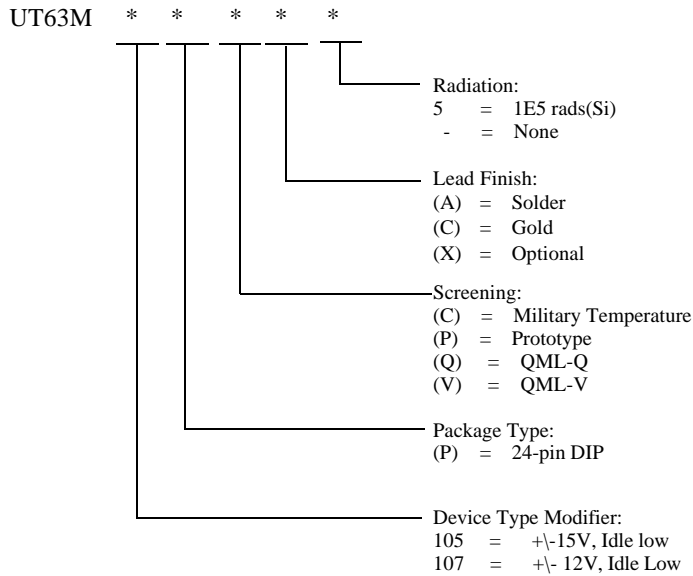 UT63M * * * * *
Radiation:
5 = 1E5 rads(Si)
- = None
Lead Finish:
(A) = Solder
(C) = Gold
(X) = Optional
Screening:
(C) = Military Temperature
(P) = Prototype
(Q) = QML-Q
(V) = QML-V
Package Type:
(P) = 24-pin DIP
Device Type Modifier:
105 = +\-15V, Idle low
107 = +\- 12V, Idle Low